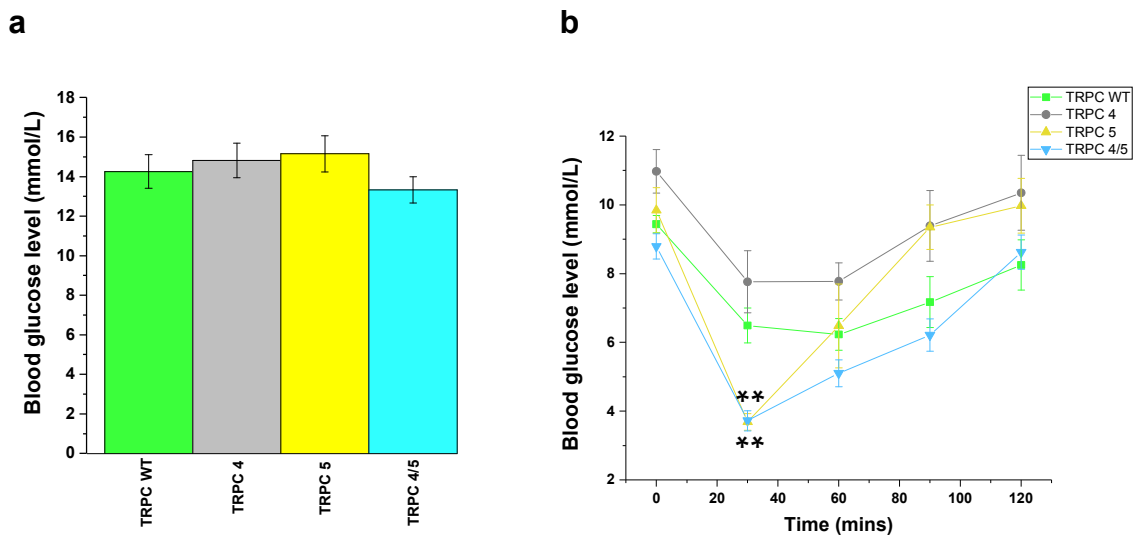 a
Blood glucose level (mmol/L)
18
16
14
12
10
8
6
4
2
0
TRPC WT
TRPC 4
TRPC 5
TRPC 4/5
b
TRPC WT
TRPC 4
TRPC 5
TRPC 4/5
Blood glucose level (mmol/L)
12
10
8
6
4
2
**
**
0
20
40
60
80
100
120
Time (mins)